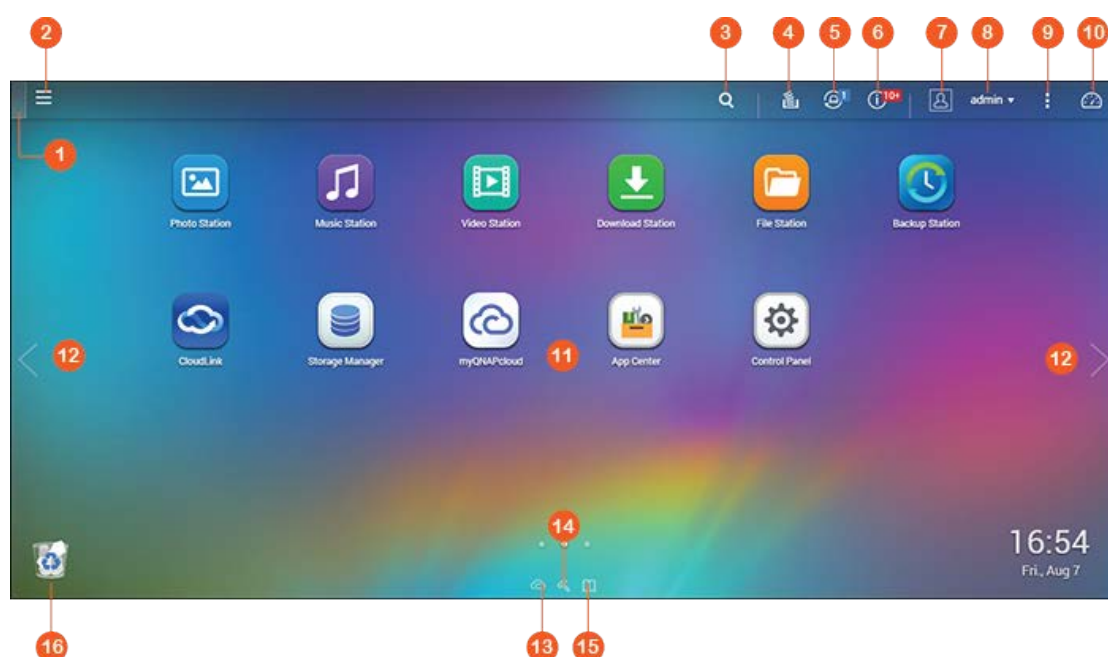 2
3
4
5
6
7
8
9
10
1
10+
admin
1
Photo Station
Music Station
Video Station
Download Station
File Station
Backup Station
12
CloudLink
Storage Manager
myQNAPcloud
11
App Center
Control Panel
12
14
16:54
Fri., Aug 7
16
13
15